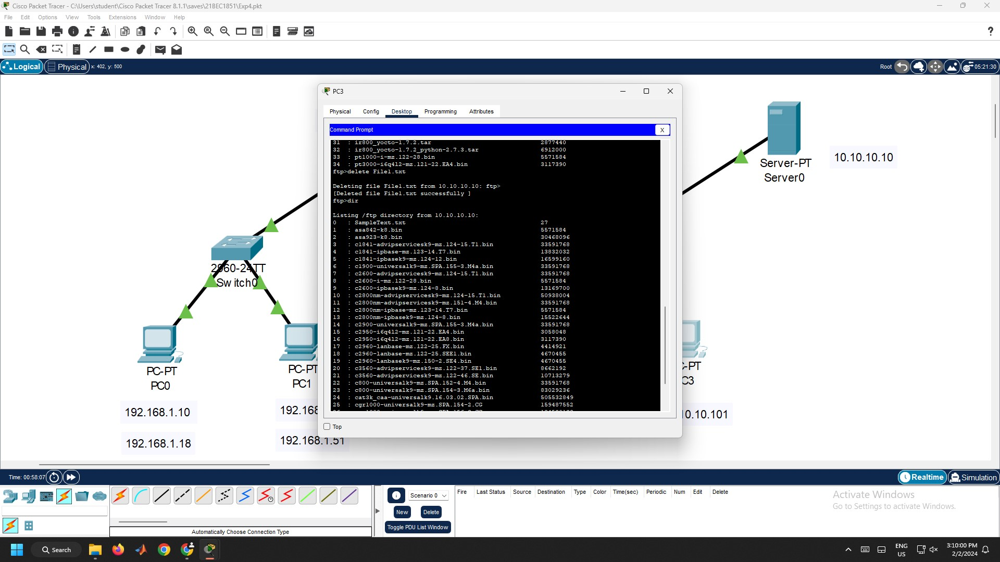 Cisco Packet Tracer - C:\Users\student\Cisco Packet Tracer 8.1.1\saves\21BEC1851\Exp4.pkt
File Edit Options View Tools Extensions Window Help
Logical Physical x: 402, y: 500 Root 05:21:30
PC3
Physical Config Desktop Programming Attributes
Command Prompt X
31 : ir800_yocto-1.7.2.tar 2877440
32 : ir800_yocto-1.7.2_python-2.7.3.tar 6912000
33 : pt1000-i-mz.122-28.bin 5571584
34 : pt3000-i6q4l2-mz.121-22.EA4.bin 3117390
ftp>delete File1.txt
Deleting file File1.txt from 10.10.10.10: ftp>
[Deleted file File1.txt successfully ]
ftp>dir
Listing /ftp directory from 10.10.10.10:
0 : SampleText.txt 27
1 : asa842-k8.bin 5571584
2 : asa923-k8.bin 30468096
3 : c1841-advipservicesk9-mz.124-15.T1.bin 33591768
4 : c1841-ipbase-mz.123-14.T7.bin 13832032
5 : c1841-ipbasek9-mz.124-12.bin 16599160
6 : c1900-universalk9-mz.SPA.155-3.M4a.bin 33591768
7 : c2600-advipservicesk9-mz.124-15.T1.bin 33591768
8 : c2600-i-mz.122-28.bin 5571584
9 : c2600-ipbasek9-mz.124-8.bin 13169700
10 : c2800nm-advipservicesk9-mz.124-15.T1.bin 50938004
11 : c2800nm-advipservicesk9-mz.151-4.M4.bin 33591768
12 : c2800nm-ipbase-mz.123-14.T7.bin 5571584
13 : c2800nm-ipbasek9-mz.124-8.bin 15522644
14 : c2900-universalk9-mz.SPA.155-3.M4a.bin 33591768
15 : c2950-i6q4l2-mz.121-22.EA4.bin 3058048
16 : c2950-i6q4l2-mz.121-22.EA8.bin 3117390
17 : c2960-lanbase-mz.122-25.FX.bin 4414921
18 : c2960-lanbase-mz.122-25.SEE1.bin 4670455
19 : c2960-lanbasek9-mz.150-2.SE4.bin 4670455
20 : c3560-advipservicesk9-mz.122-37.SE1.bin 8662192
21 : c3560-advipservicesk9-mz.122-46.SE.bin 10713279
22 : c800-universalk9-mz.SPA.152-4.M4.bin 33591768
23 : c800-universalk9-mz.SPA.154-3.M6a.bin 83029236
24 : cat3k_caa-universalk9.16.03.02.SPA.bin 505532849
25 : cgr1000-universalk9-mz.SPA.154-2.CG 159487552
Top
Server-PT
Server0
10.10.10.10
2960-24TT
Switch0
PC-PT
PC0
PC-PT
PC1
C-PT
C3
192.168.1.10
192.168
0.10.101
192.168.1.18
192.168.1.51
Time: 00:58:07 Realtime Simulation
Scenario 0
New Delete
Toggle PDU List Window
Fire Last Status Source Destination Type Color Time(sec) Periodic Num Edit Delete
Activate Windows
Go to Settings to activate Windows.
Automatically Choose Connection Type
Search
ENG
US
3:10:00 PM
2/2/2024